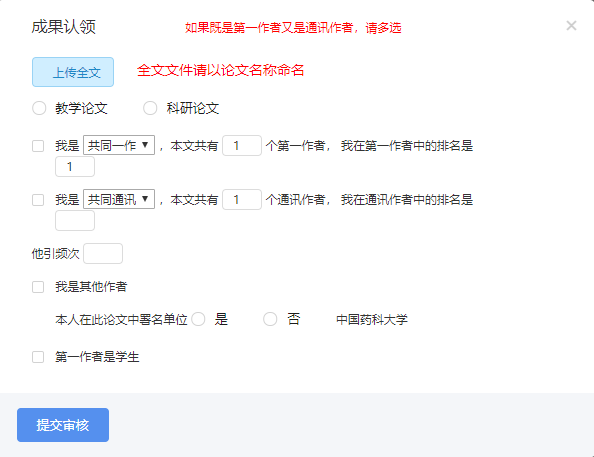 成果认领 如果既是第一作者又是通讯作者，请多选 ×
上传全文 全文文件请以论文名称命名
教学论文 科研论文
我是 共同一作 ▼ ，本文共有 1 个第一作者， 我在第一作者中的排名是
1
我是 共同通讯 ▼ ，本文共有 1 个通讯作者， 我在通讯作者中的排名是
他引频次
我是其他作者
本人在此论文中署名单位 是 否 中国药科大学
第一作者是学生
提交审核